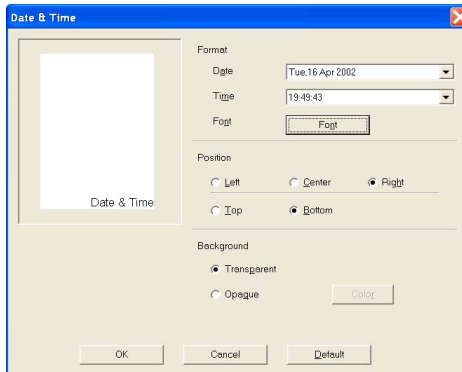 Date & Time
Format
Date Tue,16 Apr 2002
Time 19:49:43
Font Font
Position
Left Center Right
Top Bottom
Date & Time
Background
Transparent
Opaque Color
OK Cancel Default